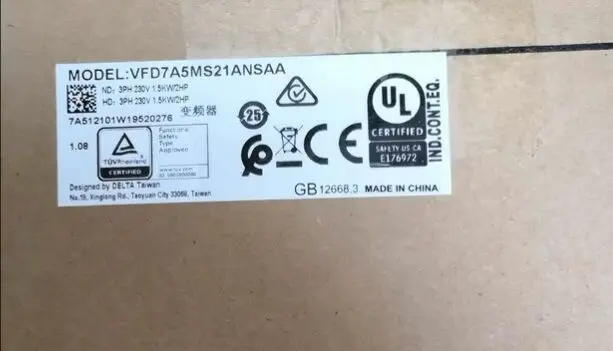 MODEL:VFD7A5MS21ANSAA
ND: 3PH 230V 1.5KW/2HP
HD: 3PH 230V 1.5KW/2HP
变频器
7A512101W19520276
25
1.08
TÜVRheinland
CERTIFIED
Functional
Safety
Type
Approved
CE
UL
CERTIFIED
SAFETY US CA
E176972
IND.CONT.EQ.
Designed by DELTA Taiwan
No.18, Xinglong Rd., Taoyuan City 33068, Taiwan
GB12668.3 MADE IN CHINA